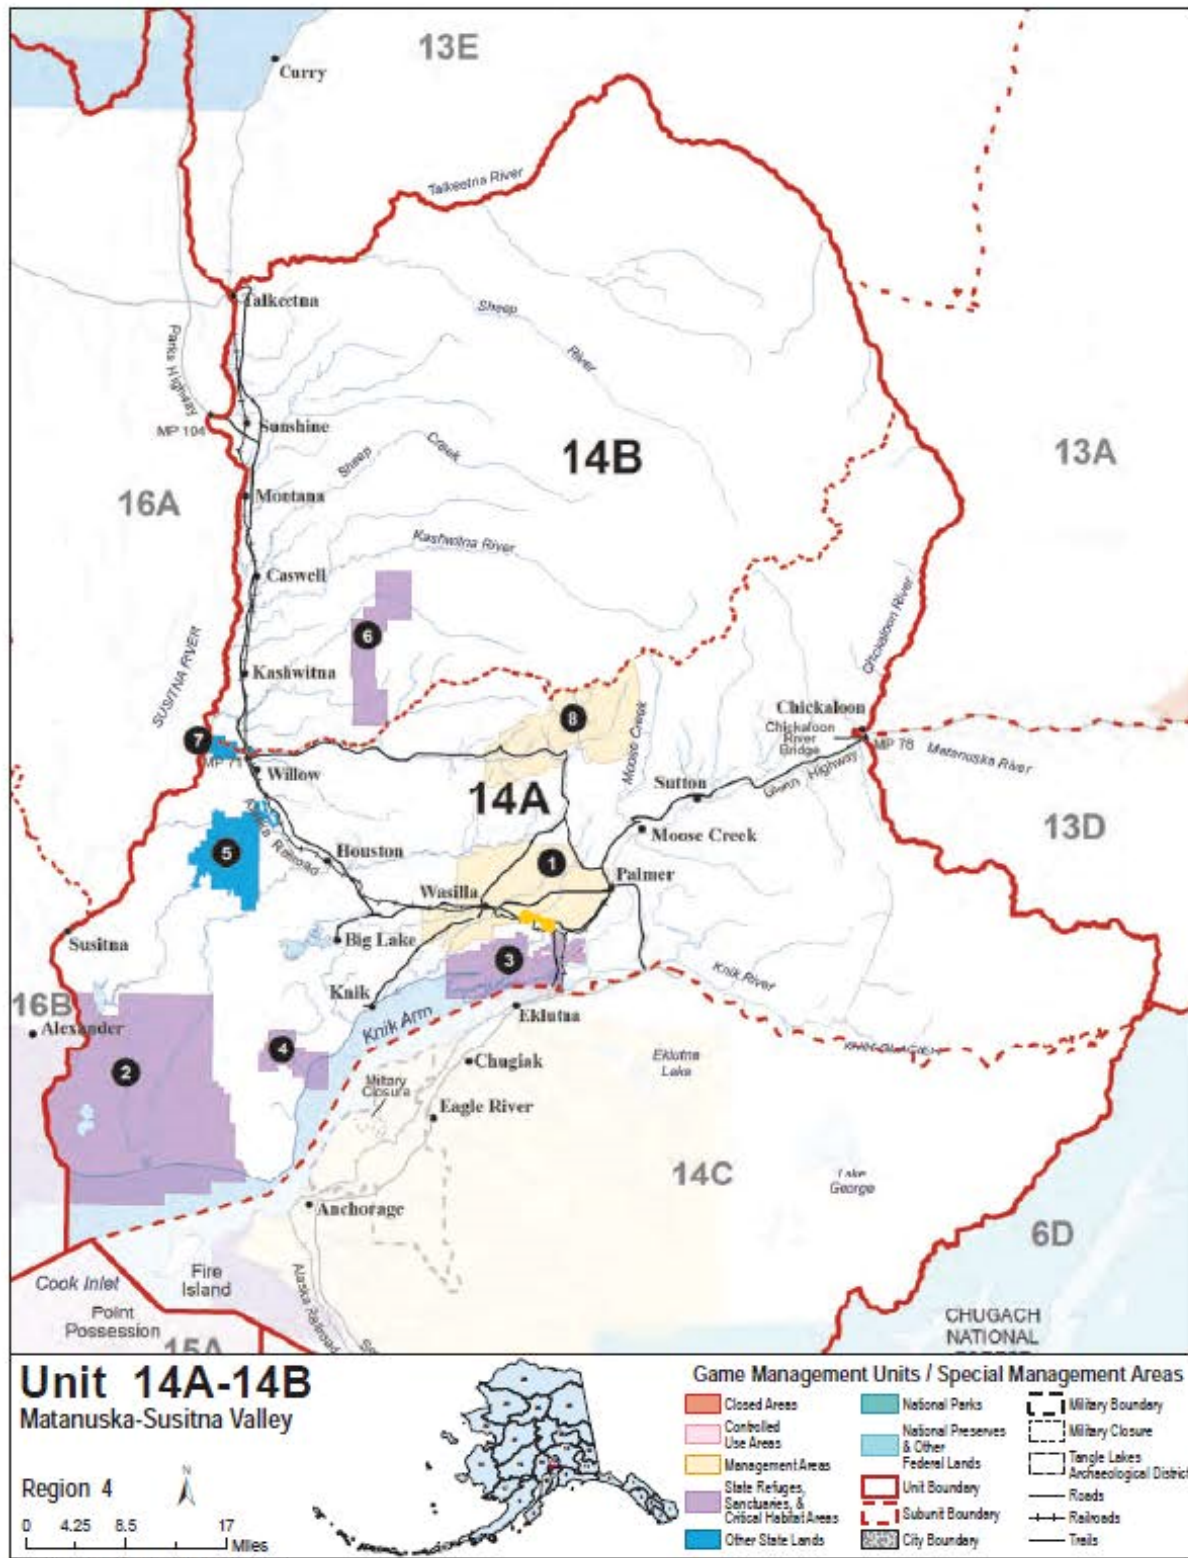 13E
Curry
Talkeetna River
Talkeetna
Sheep
River
Parks Highway
MP 104
Sunshine
14B
13A
Sheep
Creek
16A
Montana
Kashwitna River
Caswell
Chickaloon River
6
SUSITNA RIVER
Kashwitna
8
Moose Creek
Chickaloon
Chickaloon
River
Bridge
MP 78
Matanuska River
7
MP 71
Willow
Glenn Highway
Sutton
14A
13D
Moose Creek
5
Railroad
Houston
1
Palmer
Wasilla
Susitna
Big Lake
3
Knik River
16B
Knik
Knik Arm
Eklutna
Alexander
4
Chugiak
Eklutna
Lake
2
Military
Closure
Eagle River
14C
Lake
George
Anchorage
6D
Cook Inlet
Fire
Island
Alaska Railroad
Point
Possession
15A
CHUGACH
NATIONAL
Unit 14A-14B
Matanuska-Susitna Valley
Region 4
N
0 4.25 8.5 17
Miles
Game Management Units / Special Management Areas
Closed Areas
Controlled
Use Areas
Management Areas
State Refuges,
Sanctuaries, &
Critical Habitat Areas
Other State Lands
National Parks
National Preserves
& Other
Federal Lands
Unit Boundary
Subunit Boundary
City Boundary
Military Boundary
Military Closure
Tangle Lakes
Archaeological District
Roads
Railroads
Trails